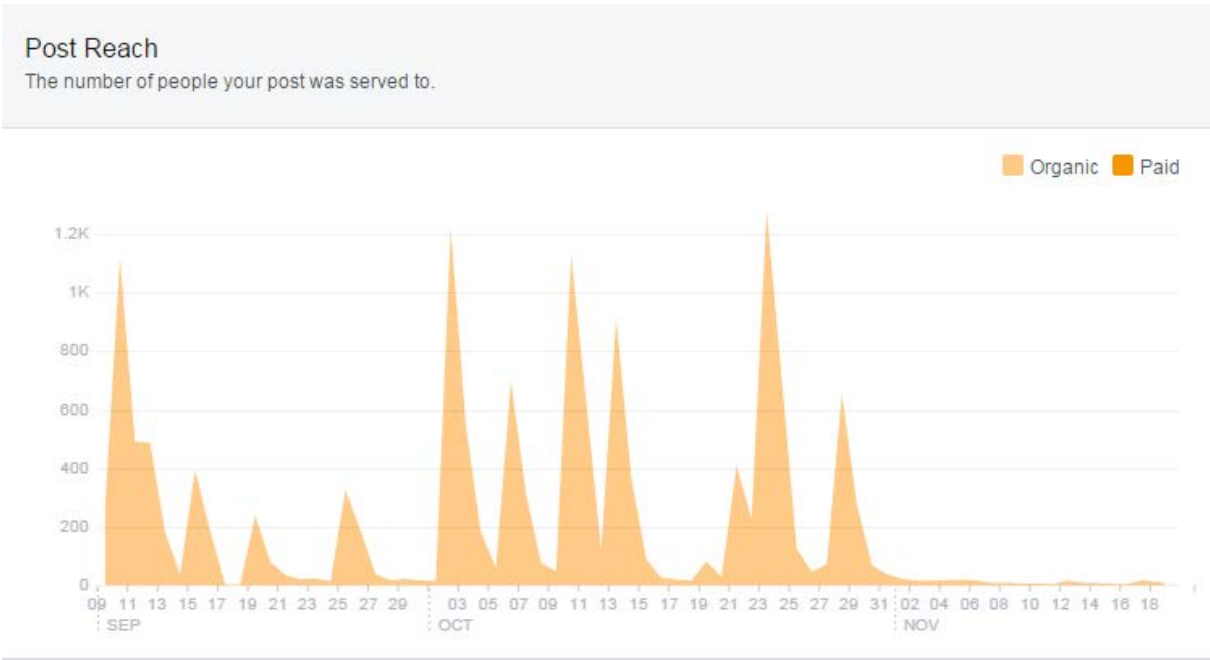 Post Reach
The number of people your post was served to.
Organic Paid
1.2K
1K
800
600
400
200
0
09 11 13 15 17 19 21 23 25 27 29 03 05 07 09 11 13 15 17 19 21 23 25 27 29 31 02 04 06 08 10 12 14 16 18
SEP OCT NOV